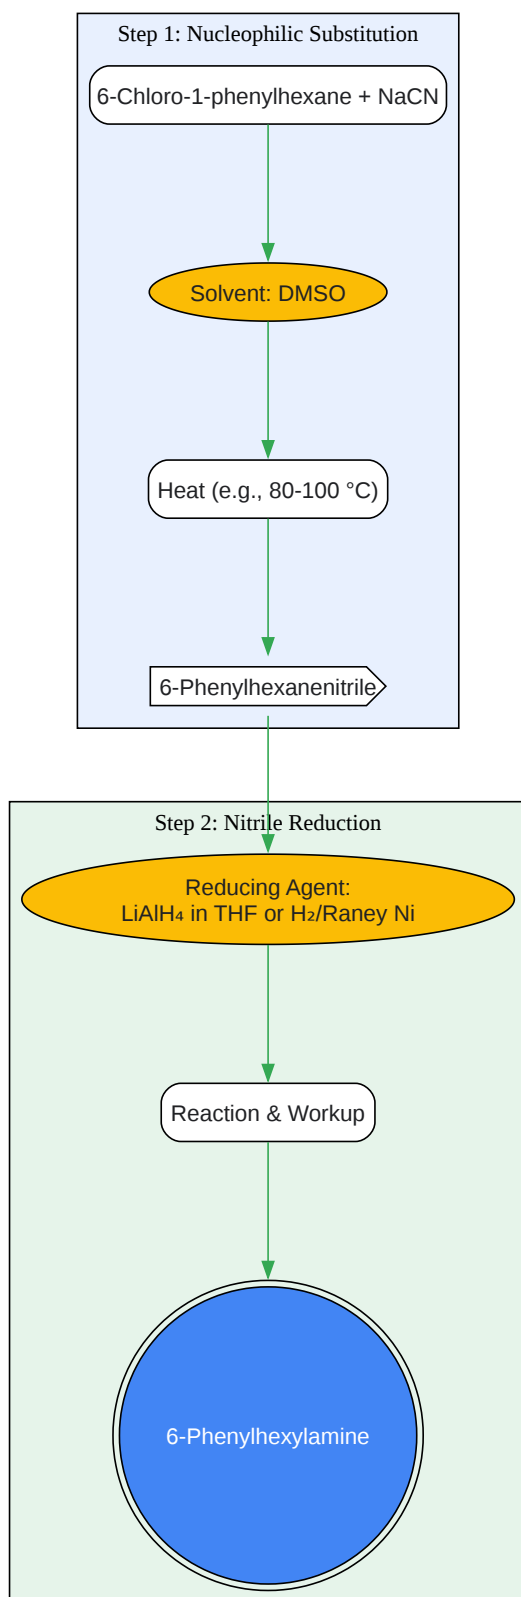 Step 1: Nucleophilic Substitution
6-Chloro-1-phenylhexane + NaCN
Solvent: DMSO
Heat (e.g., 80-100 °C)
6-Phenylhexanenitrile
Step 2: Nitrile Reduction
Reducing Agent:
LiAlH₄ in THF or H₂/Raney Ni
Reaction & Workup
6-Phenylhexylamine